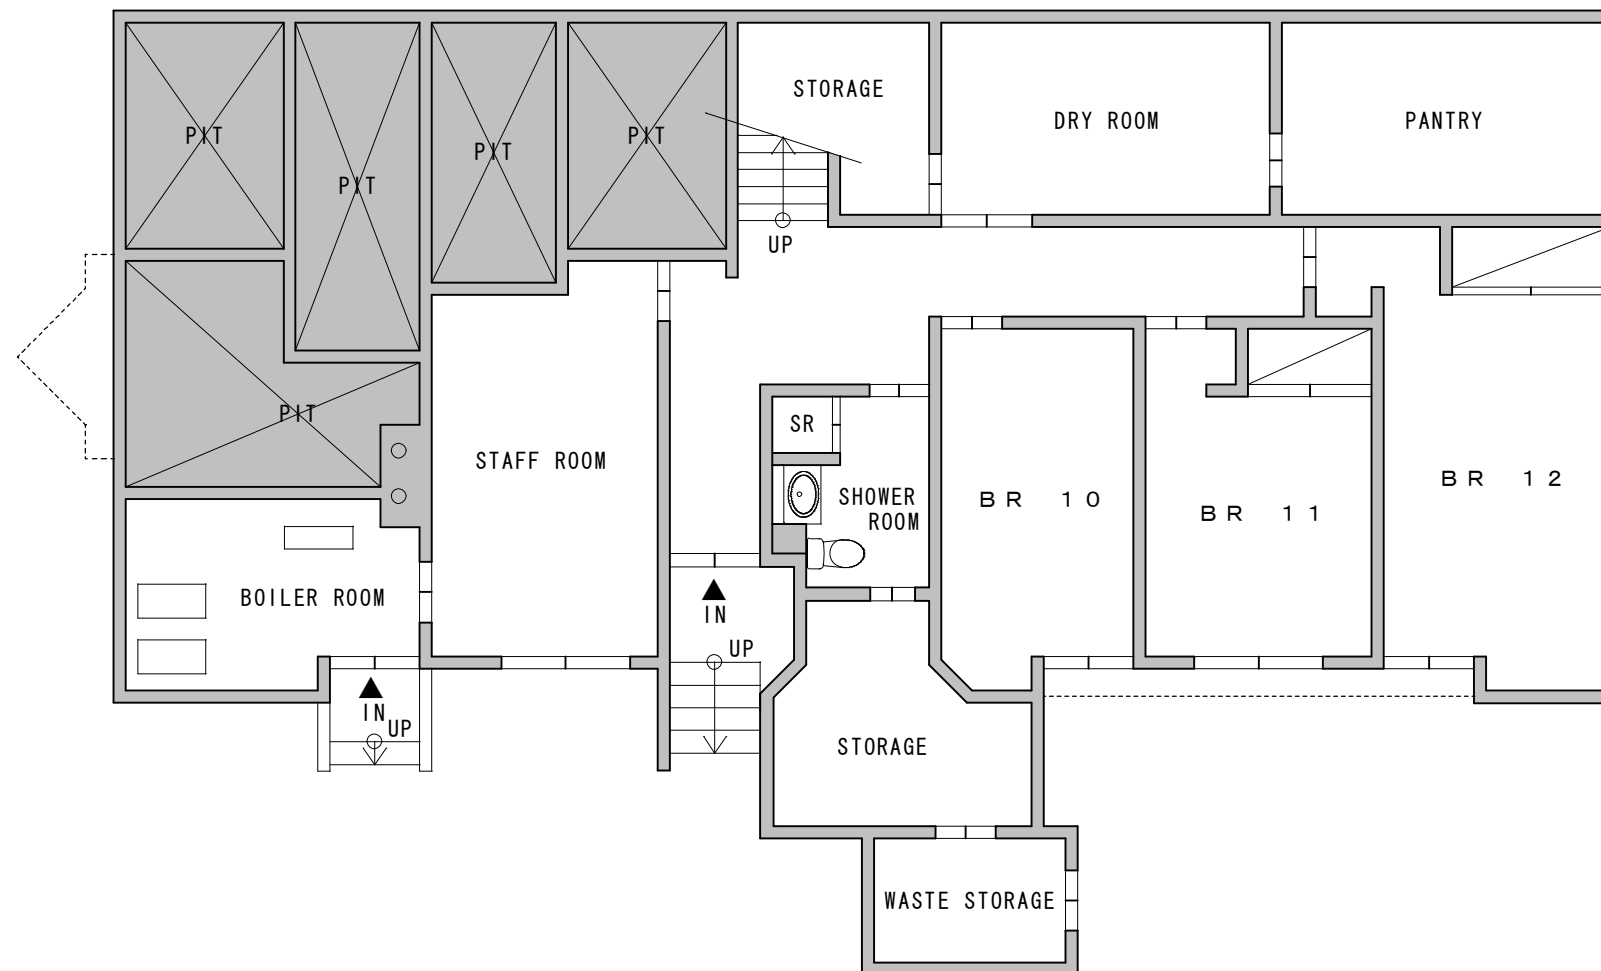 STORAGE
DRY ROOM
PANTRY
PIT
PIT
PIT
PIT
UP
PIT
SR
STAFF ROOM
SHOWER
ROOM
BR 10
BR 11
BR 12
BOILER ROOM
IN
UP
IN
UP
STORAGE
WASTE STORAGE